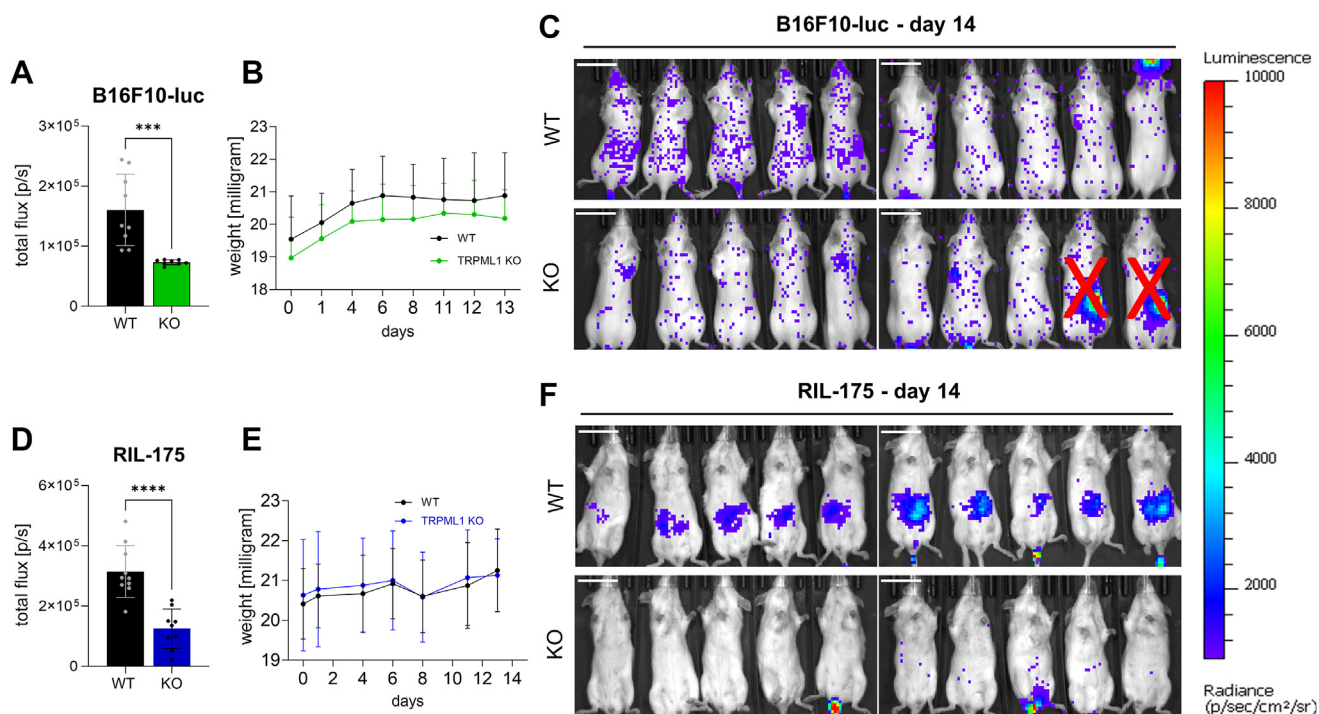 A
B16F10-luc
total flux [p/s]
3×10⁵
2×10⁵
1×10⁵
0
***
WT
KO
B
weight [milligram]
23
22
21
20
19
18
WT
TRPML1 KO
0 1 4 6 8 11 12 13
days
C
B16F10-luc - day 14
WT
KO
X X
Luminescence
10000
8000
6000
4000
2000
Radiance
(p/sec/cm²/sr)
D
RIL-175
total flux [p/s]
6×10⁵
4×10⁵
2×10⁵
0
****
WT
KO
E
weight [milligram]
23
22
21
20
19
WT
TRPML1 KO
0 2 4 6 8 10 12 14
days
F
RIL-175 - day 14
WT
KO